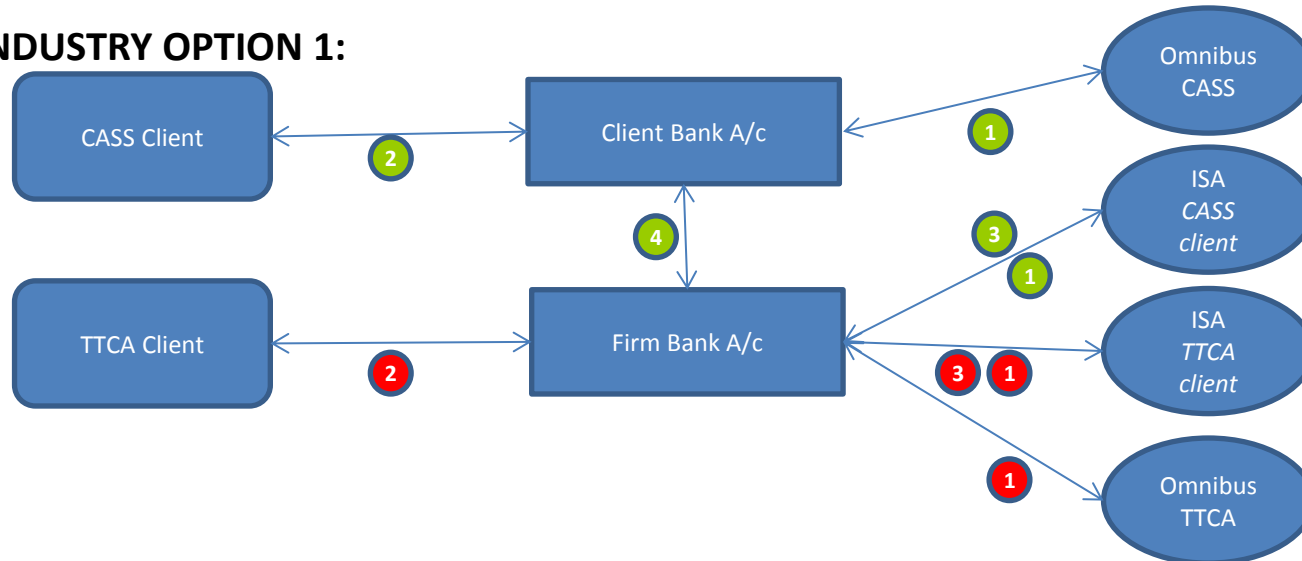 NDUSTRY OPTION 1:
Omnibus
CASS
CASS Client
Client Bank A/c
1
2
ISA
CASS
client
4
3
1
TTCA Client
Firm Bank A/c
ISA
TTCA
client
2
3
1
1
Omnibus
TTCA